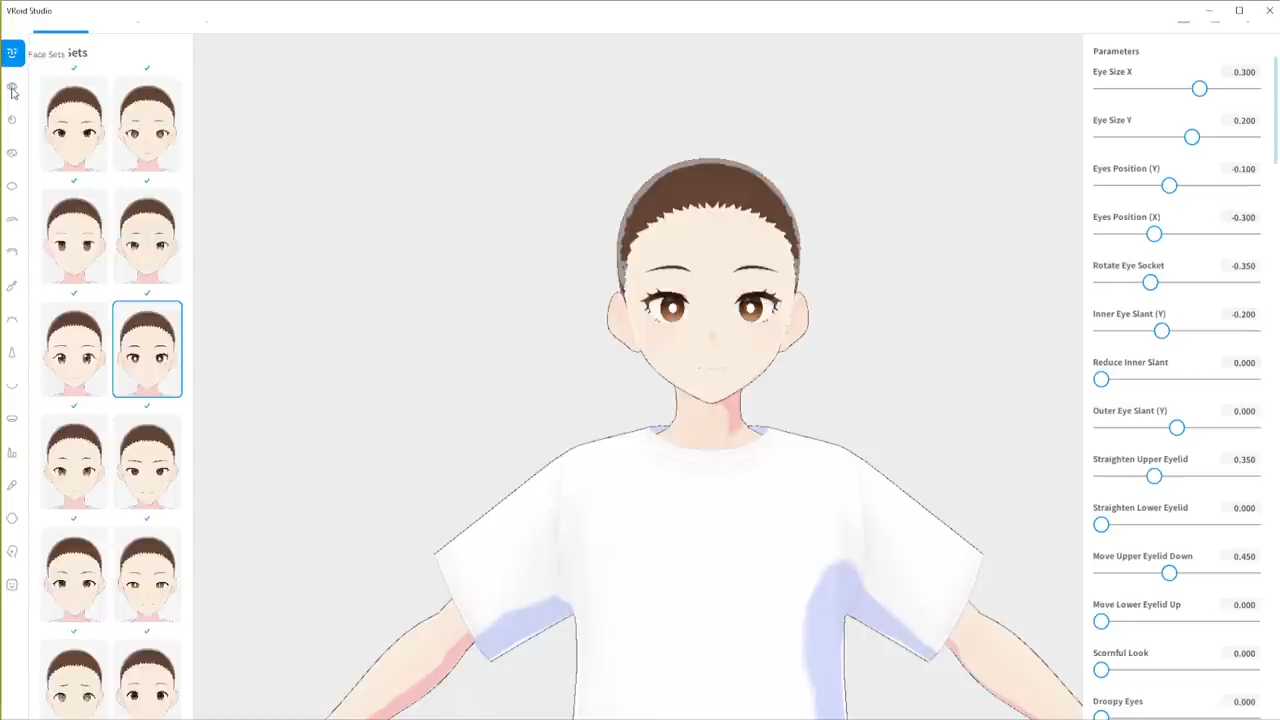 VRoid Studio
Face Sets
Sets
Parameters
Eye Size X 0.300
Eye Size Y 0.200
Eyes Position (Y) -0.100
Eyes Position (X) -0.300
Rotate Eye Socket -0.350
Inner Eye Slant (Y) -0.200
Reduce Inner Slant 0.000
Outer Eye Slant (Y) 0.000
Straighten Upper Eyelid 0.350
Straighten Lower Eyelid 0.000
Move Upper Eyelid Down 0.450
Move Lower Eyelid Up 0.000
Scornful Look 0.000
Droopy Eyes 0.000